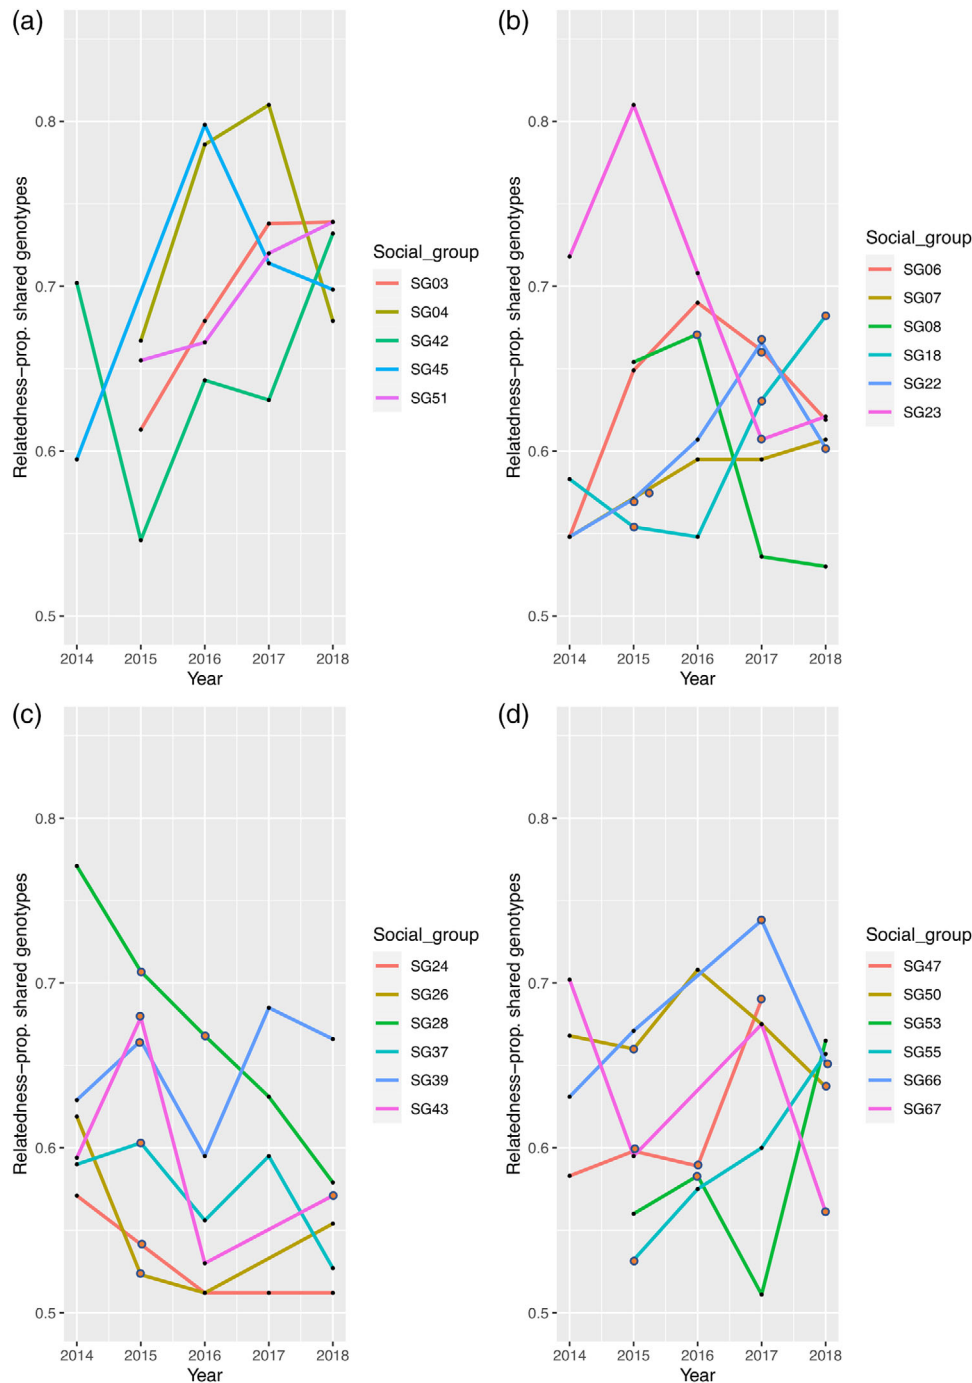 (a)
Relatedness−prop. shared genotypes
0.8
0.7
0.6
0.5
2014 2015 2016 2017 2018
Year
Social_group
SG03
SG04
SG42
SG45
SG51
(b)
Relatedness−prop. shared genotypes
0.8
0.7
0.6
0.5
2014 2015 2016 2017 2018
Year
Social_group
SG06
SG07
SG08
SG18
SG22
SG23
(c)
Relatedness−prop. shared genotypes
0.8
0.7
0.6
0.5
2014 2015 2016 2017 2018
Year
Social_group
SG24
SG26
SG28
SG37
SG39
SG43
(d)
Relatedness−prop. shared genotypes
0.8
0.7
0.6
0.5
2014 2015 2016 2017 2018
Year
Social_group
SG47
SG50
SG53
SG55
SG66
SG67